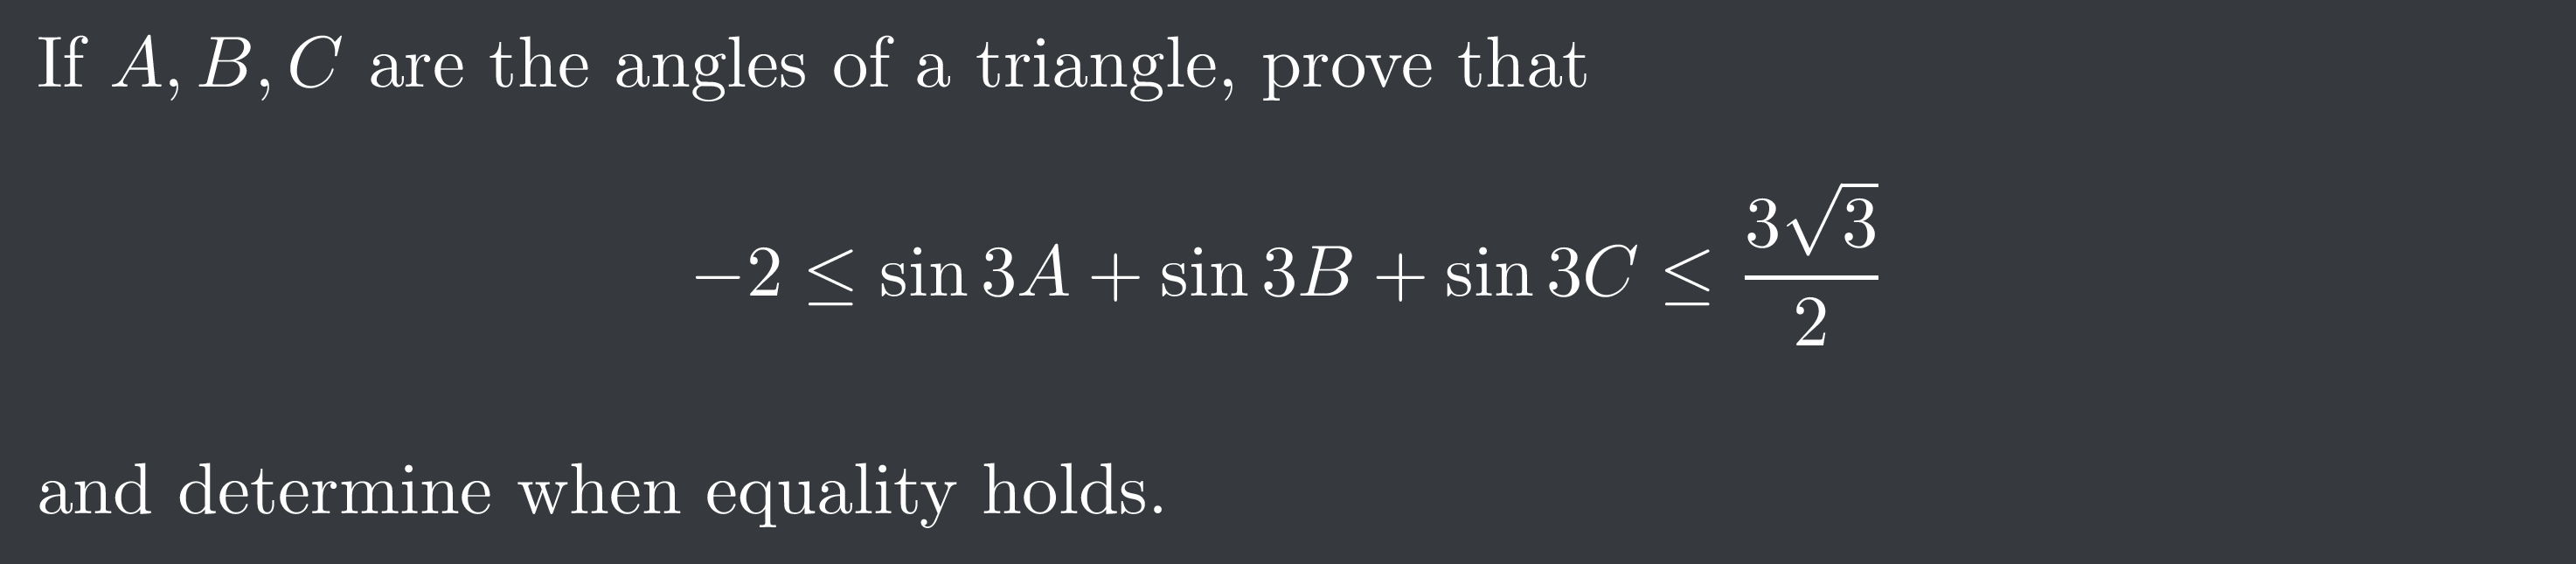 If A, B, C are the angles of a triangle, prove that
−2 ≤ sin 3A + sin 3B + sin 3C ≤ 3√3/2
and determine when equality holds.